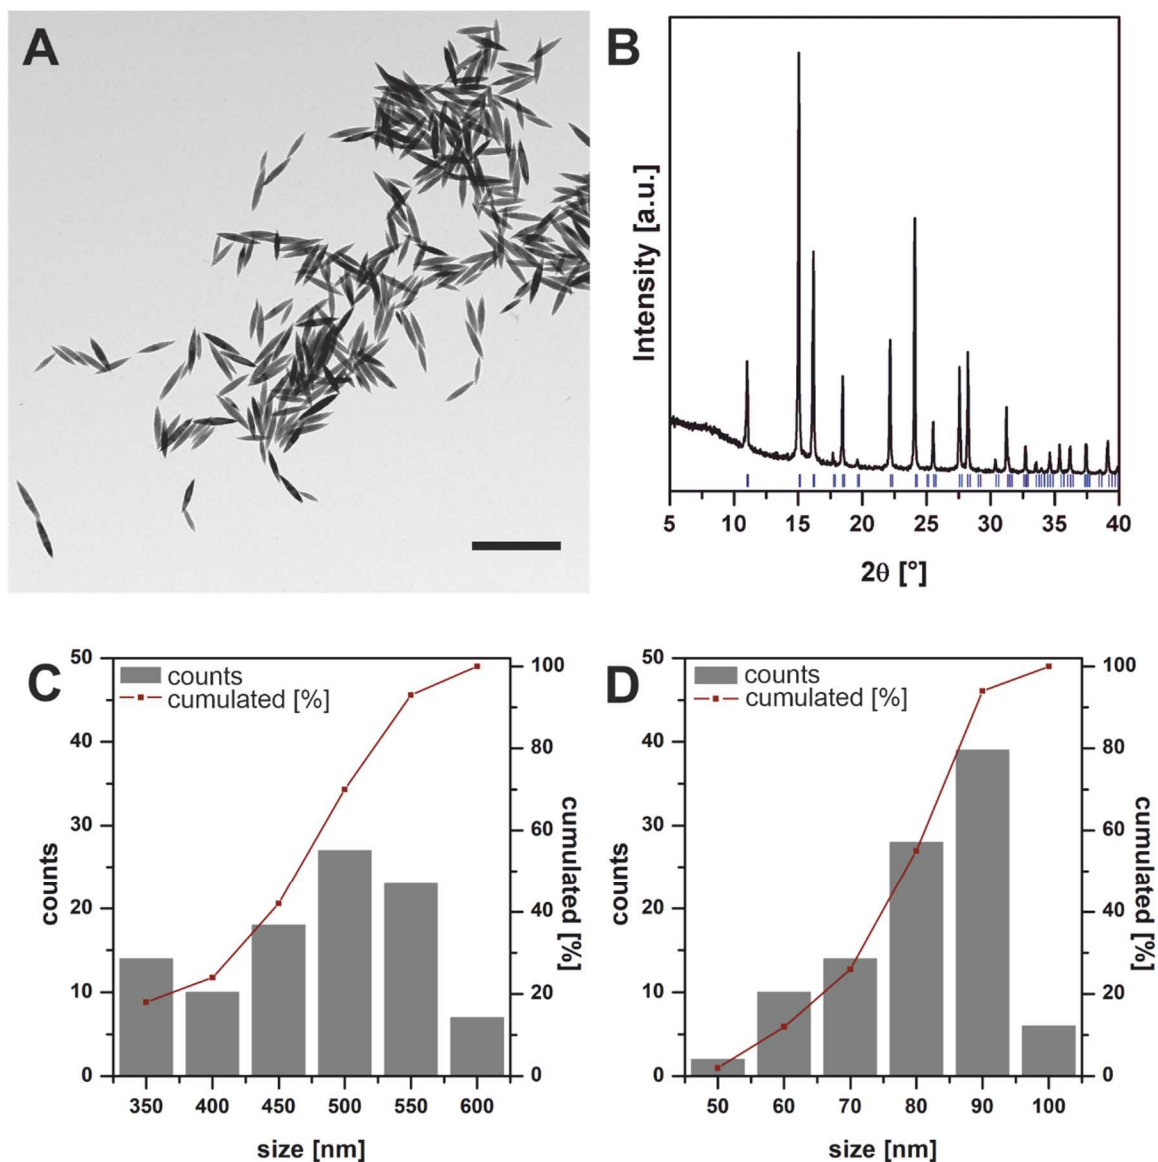 A
B
Intensity [a.u.]
5 10 15 20 25 30 35 40
2θ [°]
C
counts
cumulated [%]
50
40
30
20
10
0
counts
100
80
60
40
20
0
cumulated [%]
350 400 450 500 550 600
size [nm]
D
counts
cumulated [%]
50
40
30
20
10
0
counts
100
80
60
40
20
0
cumulated [%]
50 60 70 80 90 100
size [nm]